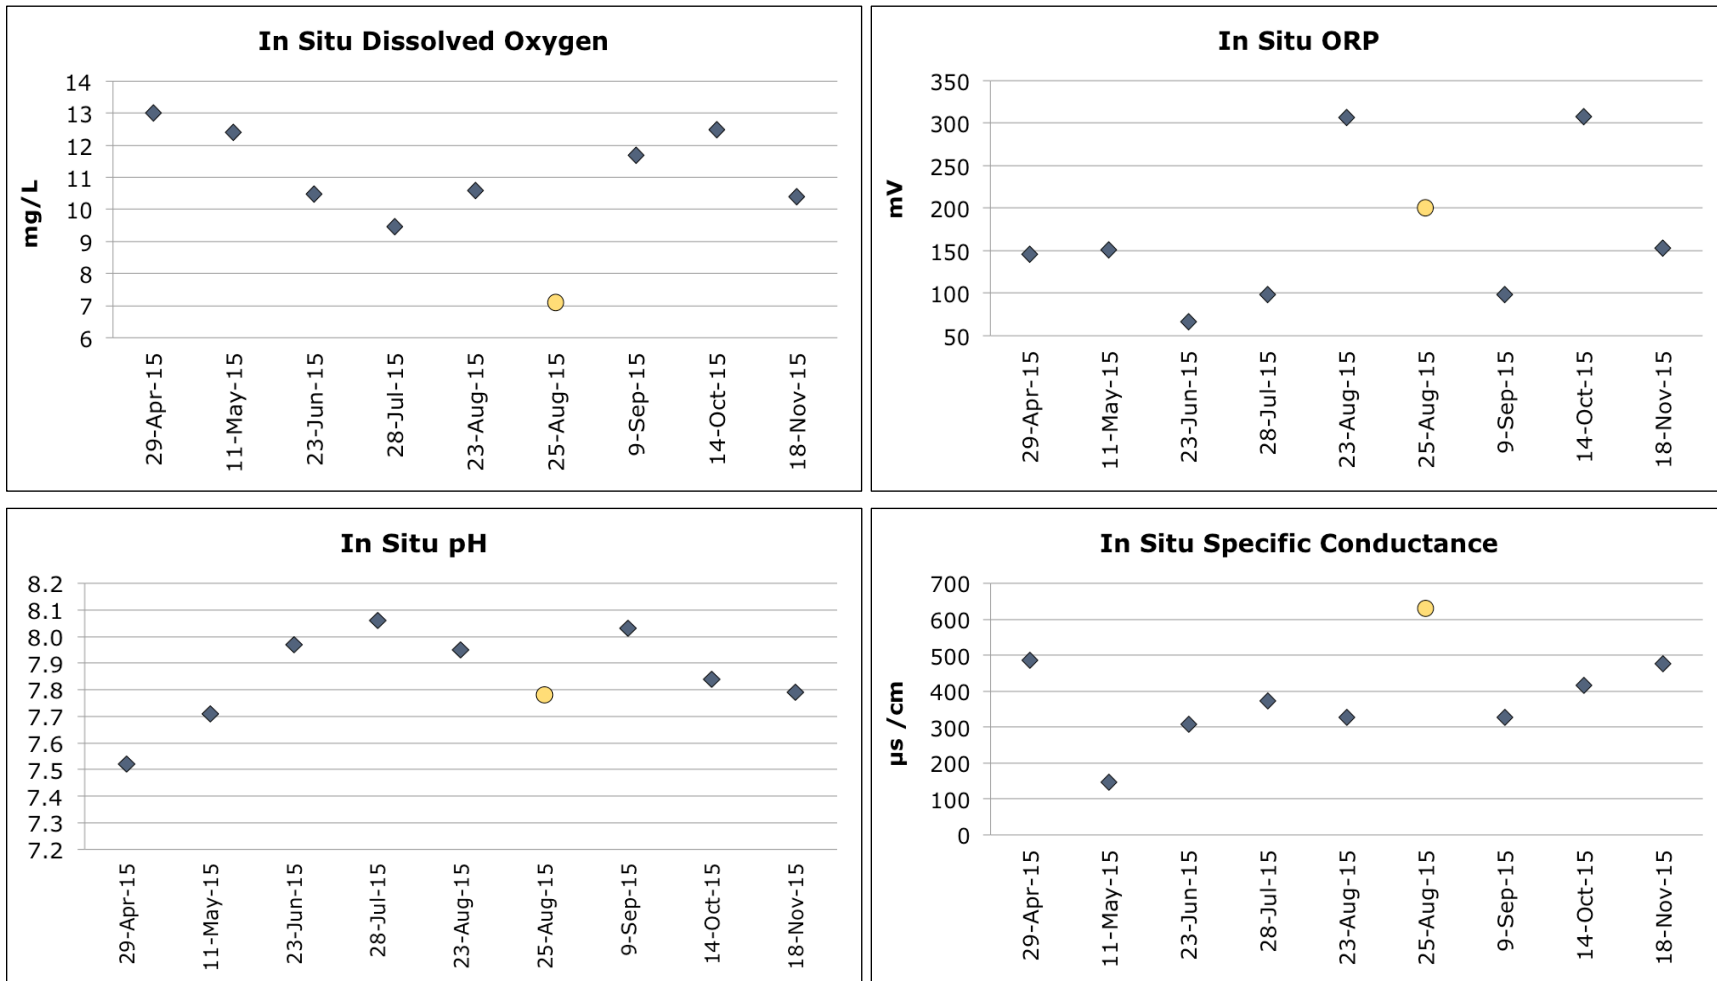 In Situ Dissolved Oxygen
mg/L
14
13
12
11
10
9
8
7
6
29-Apr-15
11-May-15
23-Jun-15
28-Jul-15
23-Aug-15
25-Aug-15
9-Sep-15
14-Oct-15
18-Nov-15
In Situ ORP
mV
350
300
250
200
150
100
50
29-Apr-15
11-May-15
23-Jun-15
28-Jul-15
23-Aug-15
25-Aug-15
9-Sep-15
14-Oct-15
18-Nov-15
In Situ pH
8.2
8.1
8.0
7.9
7.8
7.7
7.6
7.5
7.4
7.3
7.2
29-Apr-15
11-May-15
23-Jun-15
28-Jul-15
23-Aug-15
25-Aug-15
9-Sep-15
14-Oct-15
18-Nov-15
In Situ Specific Conductance
µs /cm
700
600
500
400
300
200
100
0
29-Apr-15
11-May-15
23-Jun-15
28-Jul-15
23-Aug-15
25-Aug-15
9-Sep-15
14-Oct-15
18-Nov-15